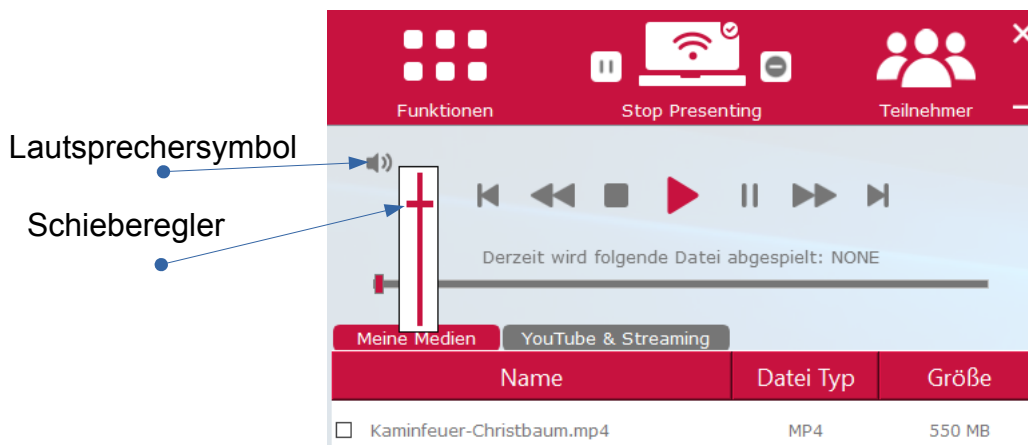 Funktionen Stop Presenting Teilnehmer
Lautsprechersymbol
Schieberegler
Derzeit wird folgende Datei abgespielt: NONE
Meine Medien YouTube & Streaming
Name Datei Typ Größe
Kaminfeuer-Christbaum.mp4 MP4 550 MB